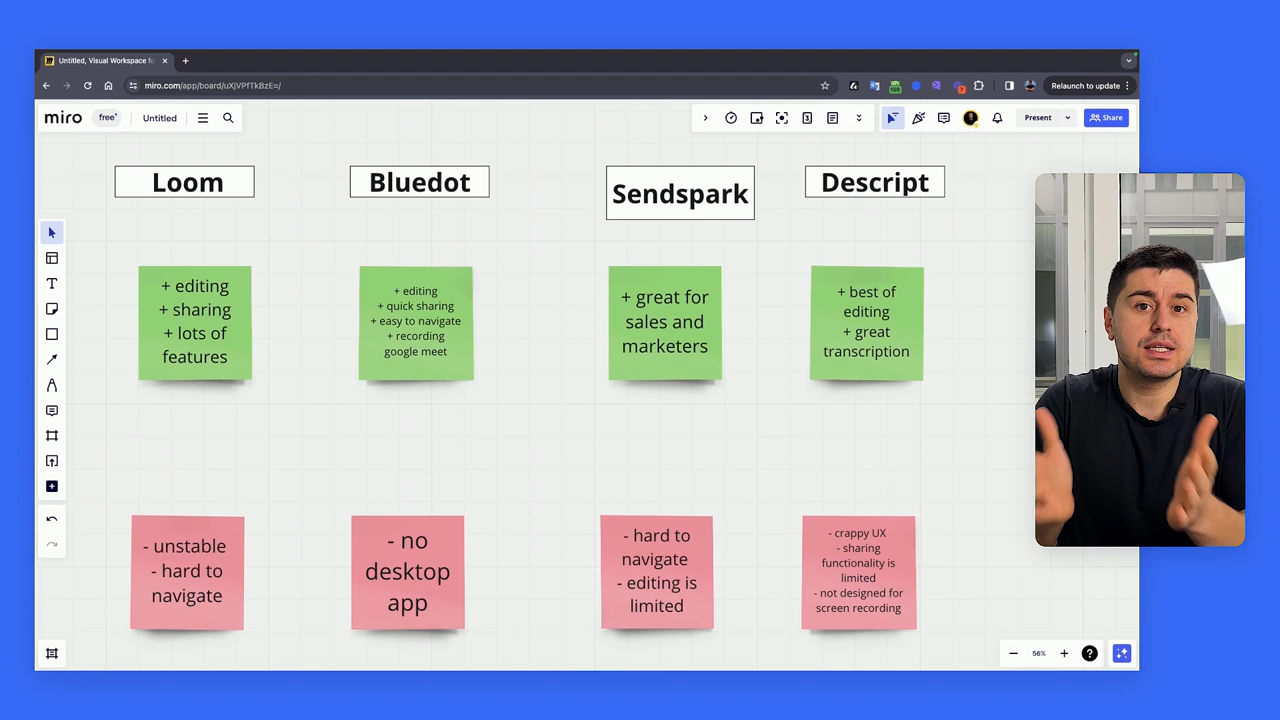 Untitled, Visual Workspace fo
miro.com/app/board/uXjVPfTkBzE=/
Relaunch to update
miro
free
Untitled
3
Present
Share
Loom
Bluedot
Sendspark
Descript
+ editing
+ sharing
+ lots of
features
+ editing
+ quick sharing
+ easy to navigate
+ recording
google meet
+ great for
sales and
marketers
+ best of
editing
+ great
transcription
- unstable
- hard to
navigate
- no
desktop
app
- hard to
navigate
- editing is
limited
- crappy UX
- sharing
functionality is
limited
- not designed for
screen recording
56%